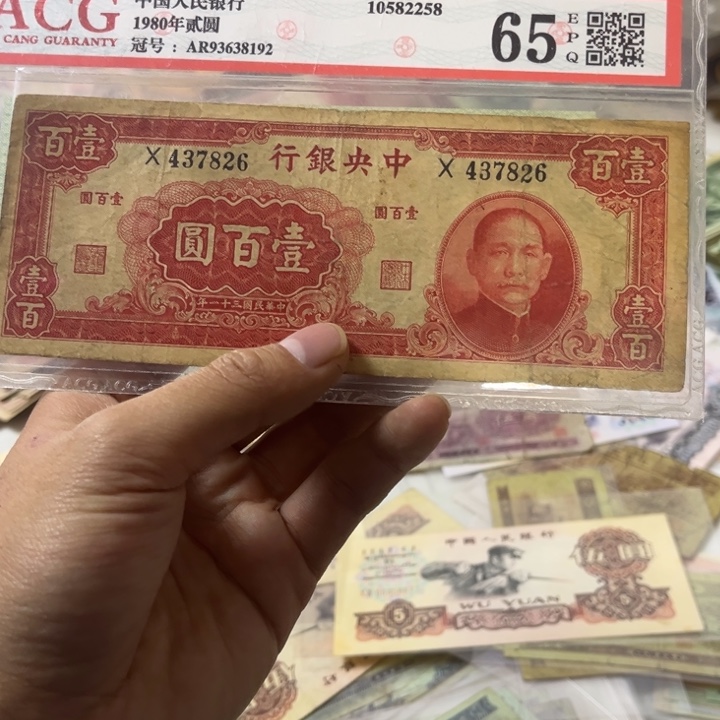 ACG
CANG GUARANTY
中国人民银行
1980年贰圆
冠号：AR93638192
10582258
65
EPQ
壹百
X 437826
中央銀行
X 437826
壹百
壹百圓
壹百圓
壹百圓
中華民國三十一年印
壹百
壹百
中國人民銀行
5
WU YUAN